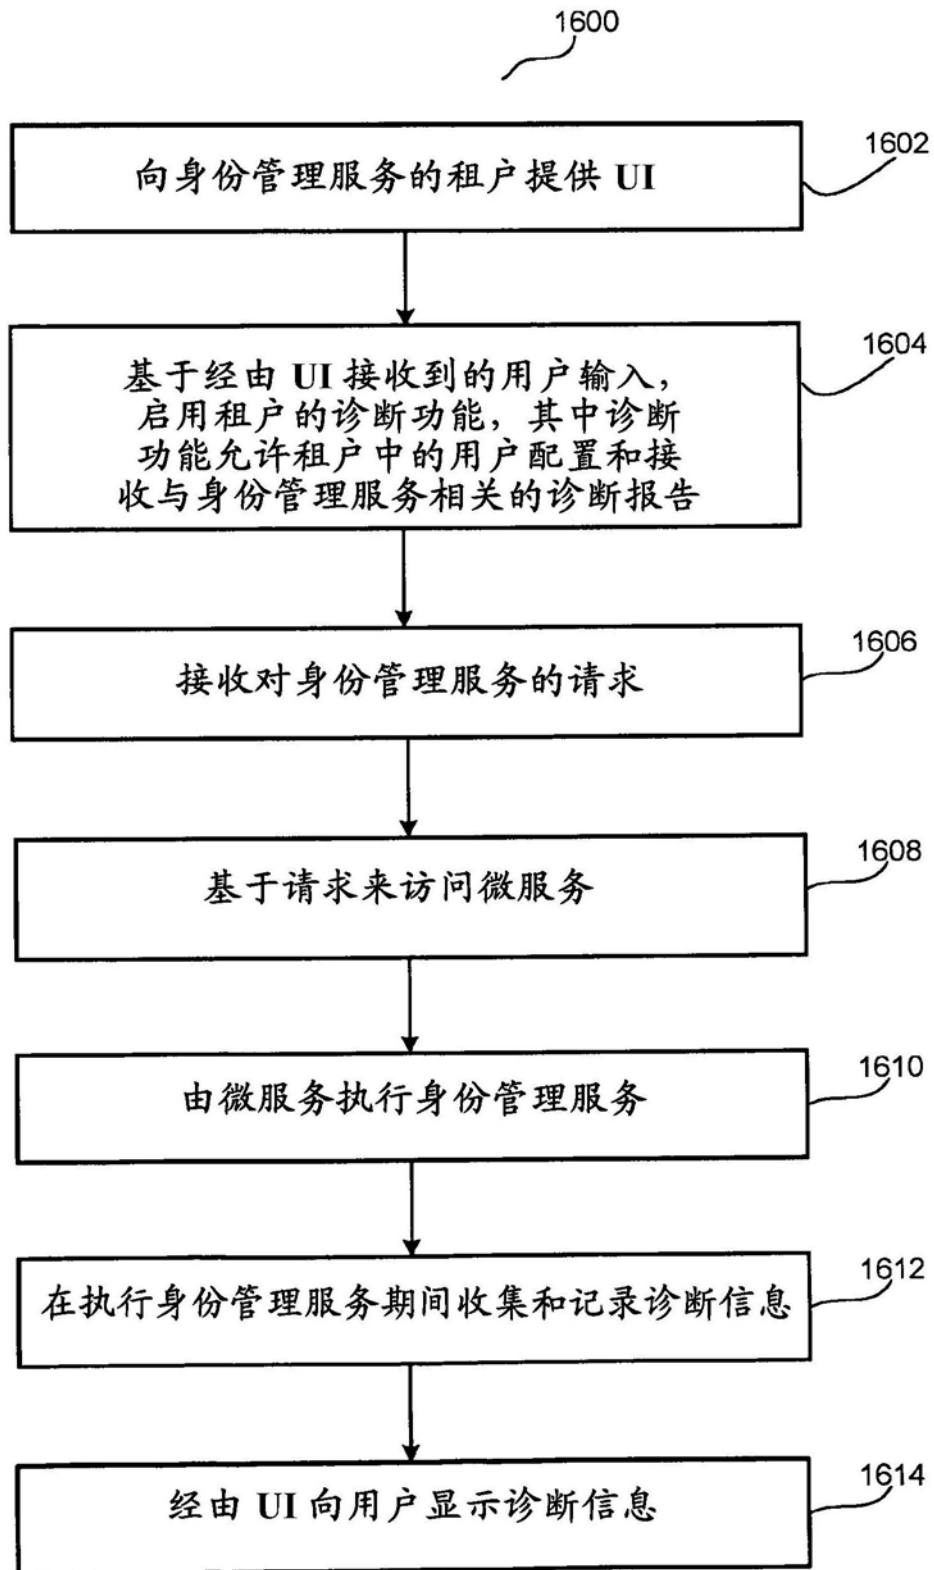 1600
向身份管理服务的租户提供 UI
1602
基于经由 UI 接收到的用户输入，
启用租户的诊断功能，其中诊断
功能允许租户中的用户配置和接
收与身份管理服务相关的诊断报告
1604
接收对身份管理服务的请求
1606
基于请求来访问微服务
1608
由微服务执行身份管理服务
1610
在执行身份管理服务期间收集和记录诊断信息
1612
经由 UI 向用户显示诊断信息
1614